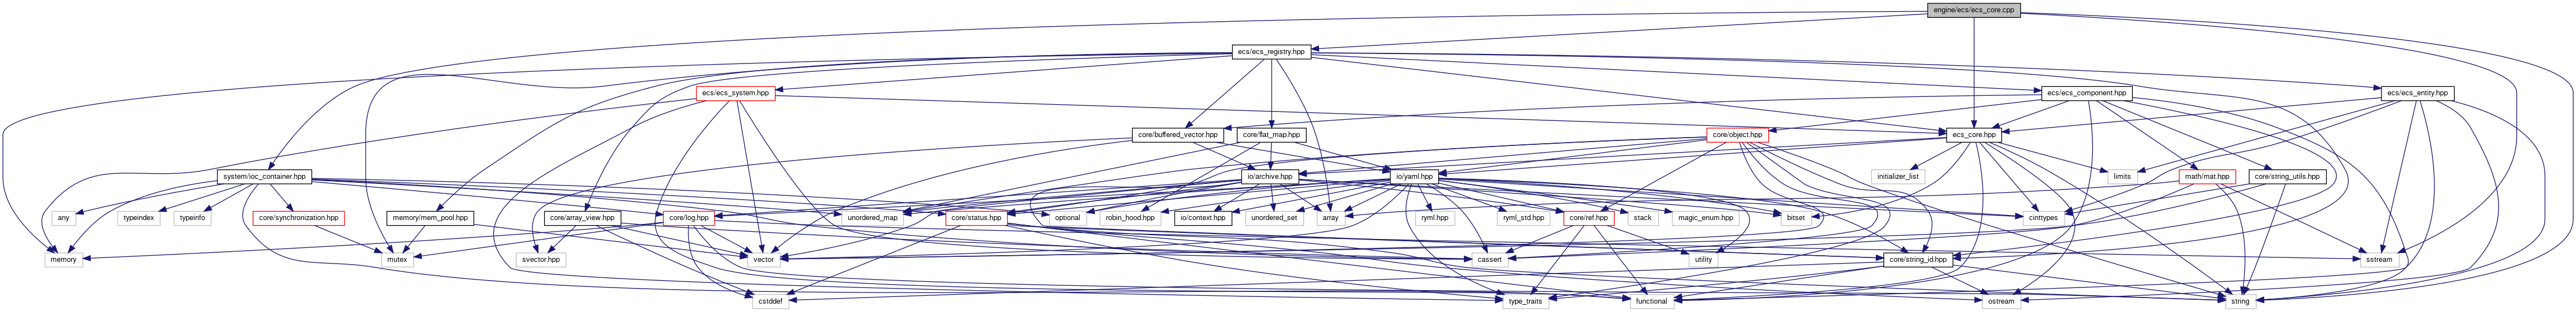 engine/ecs/ecs_core.cpp
ecs/ecs_registry.hpp
ecs/ecs_system.hpp
ecs/ecs_component.hpp
ecs/ecs_entity.hpp
core/buffered_vector.hpp
core/flat_map.hpp
core/object.hpp
ecs_core.hpp
system/ioc_container.hpp
io/archive.hpp
io/yaml.hpp
initializer_list
limits
math/mat.hpp
core/string_utils.hpp
any
typeindex
typeinfo
core/synchronization.hpp
memory/mem_pool.hpp
core/array_view.hpp
core/log.hpp
unordered_map
core/status.hpp
optional
robin_hood.hpp
io/context.hpp
unordered_set
array
ryml.hpp
ryml_std.hpp
core/ref.hpp
stack
magic_enum.hpp
bitset
cinttypes
memory
mutex
svector.hpp
vector
cassert
utility
core/string_id.hpp
sstream
cstddef
type_traits
functional
ostream
string